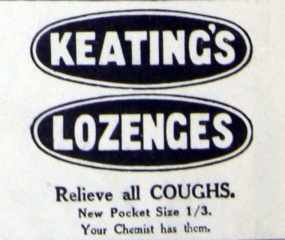 KEATING'S
LOZENGES
Relieve all COUGHS.
New Pocket Size 1/3.
Your Chemist has them.